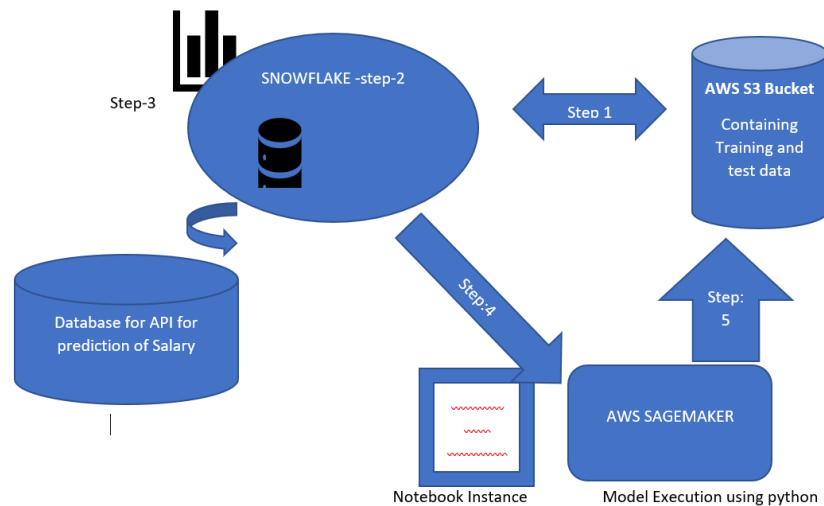 SNOWFLAKE -step-2
Step-3
Step 1
AWS S3 Bucket
Containing
Training and
test data
Database for API for
prediction of Salary
Step:4
Step:
5
AWS SAGEMAKER
Notebook Instance
Model Execution using python